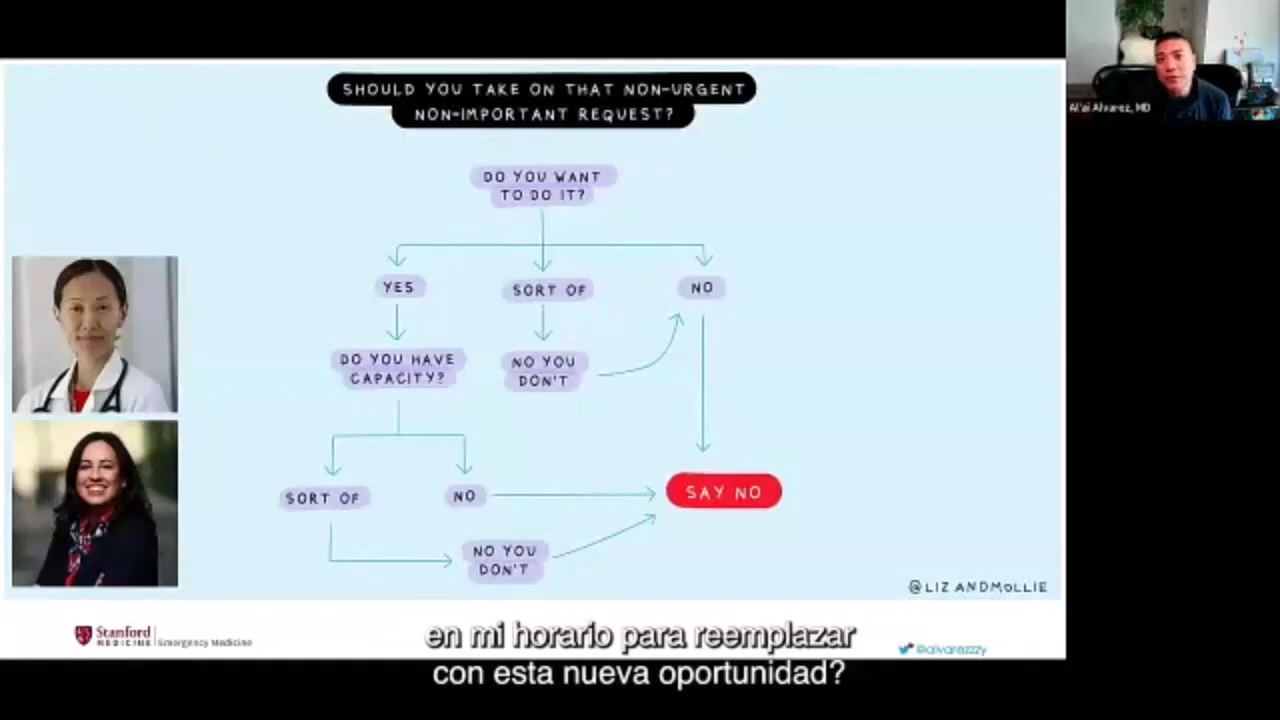 SHOULD YOU TAKE ON THAT NON-URGENT
NON-IMPORTANT REQUEST?
Al'ai Alvarez, MD
DO YOU WANT
TO DO IT?
YES
SORT OF
NO
DO YOU HAVE
CAPACITY?
NO YOU
DON'T
SORT OF
NO
SAY NO
NO YOU
DON'T
@LIZANDMOLLIE
Stanford
MEDICINE
Emergency Medicine
@alvarezzzy
en mi horario para reemplazar
con esta nueva oportunidad?